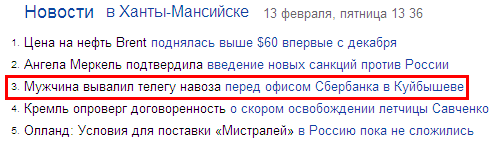 Новости в Ханты-Мансийске 13 февраля, пятница 13 36
1. Цена на нефть Brent поднялась выше $60 впервые с декабря
2. Ангела Меркель подтвердила введение новых санкций против России
3. Мужчина вывалил телегу навоза перед офисом Сбербанка в Куйбышеве
4. Кремль опроверг договоренность о скором освобождении летчицы Савченко
5. Олланд: Условия для поставки «Мистралей» в Россию пока не сложились